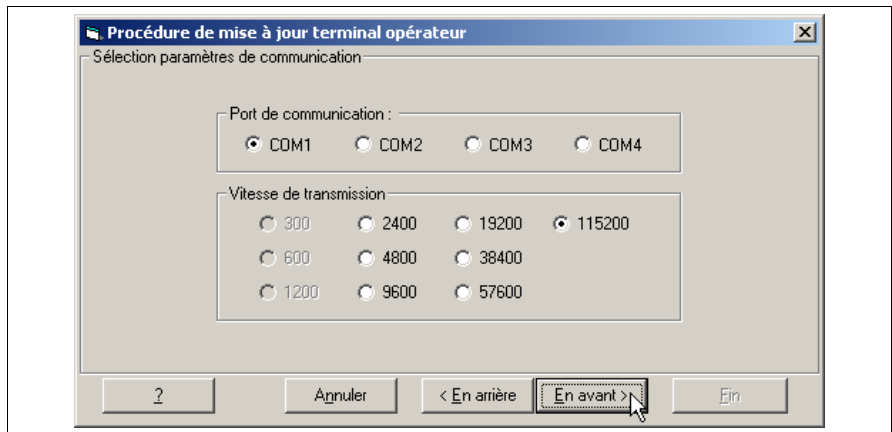 Procédure de mise à jour terminal opérateur
Sélection paramètres de communication
Port de communication :
COM1 COM2 COM3 COM4
Vitesse de transmission
300 2400 19200 115200
600 4800 38400
1200 9600 57600
? Annuler < En arrière En avant > Fin